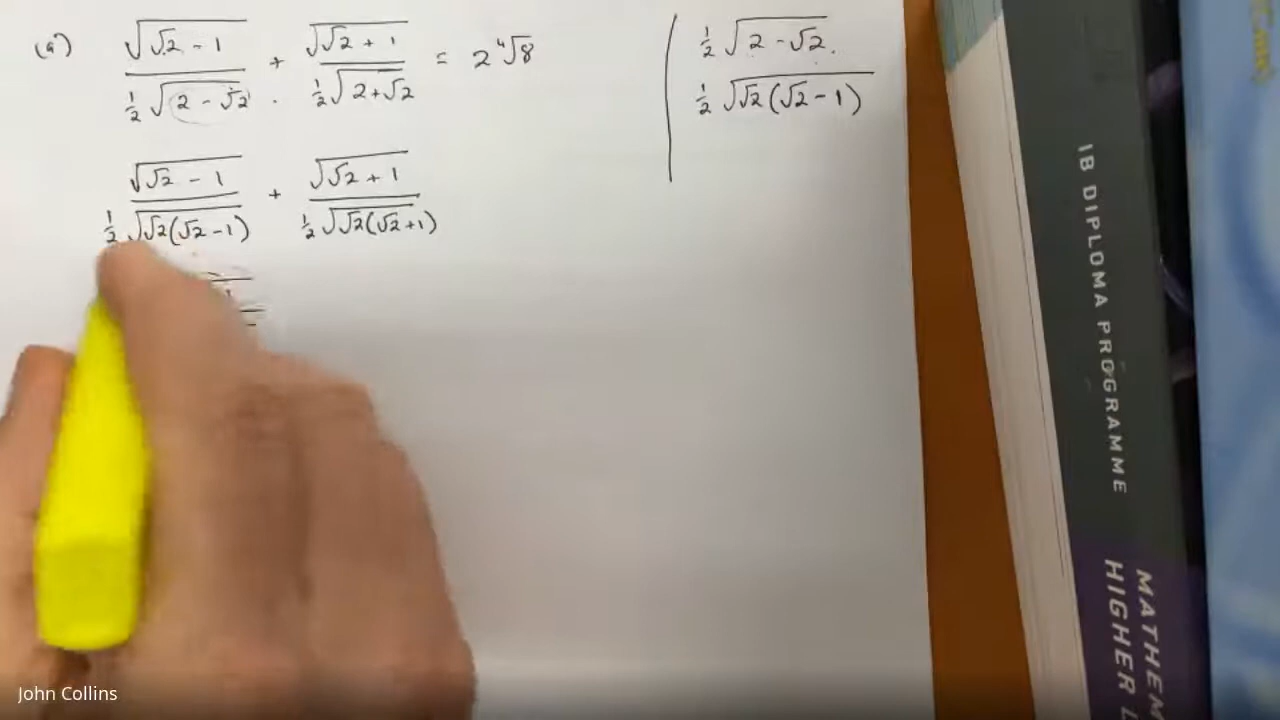 (a) √(√2 - 1) / ½√(2 - √2) + √(√2 + 1) / ½√(2+√2) = 2⁴√8
√(√2 - 1) / ½√(√2(√2 - 1)) + √(√2 + 1) / ½√(√2(√2+1))
½ √(2 - √2).
½ √(√2(√2 - 1))
IB DIPLOMA PROGRAMME
MATHEM
HIGHER L
John Collins